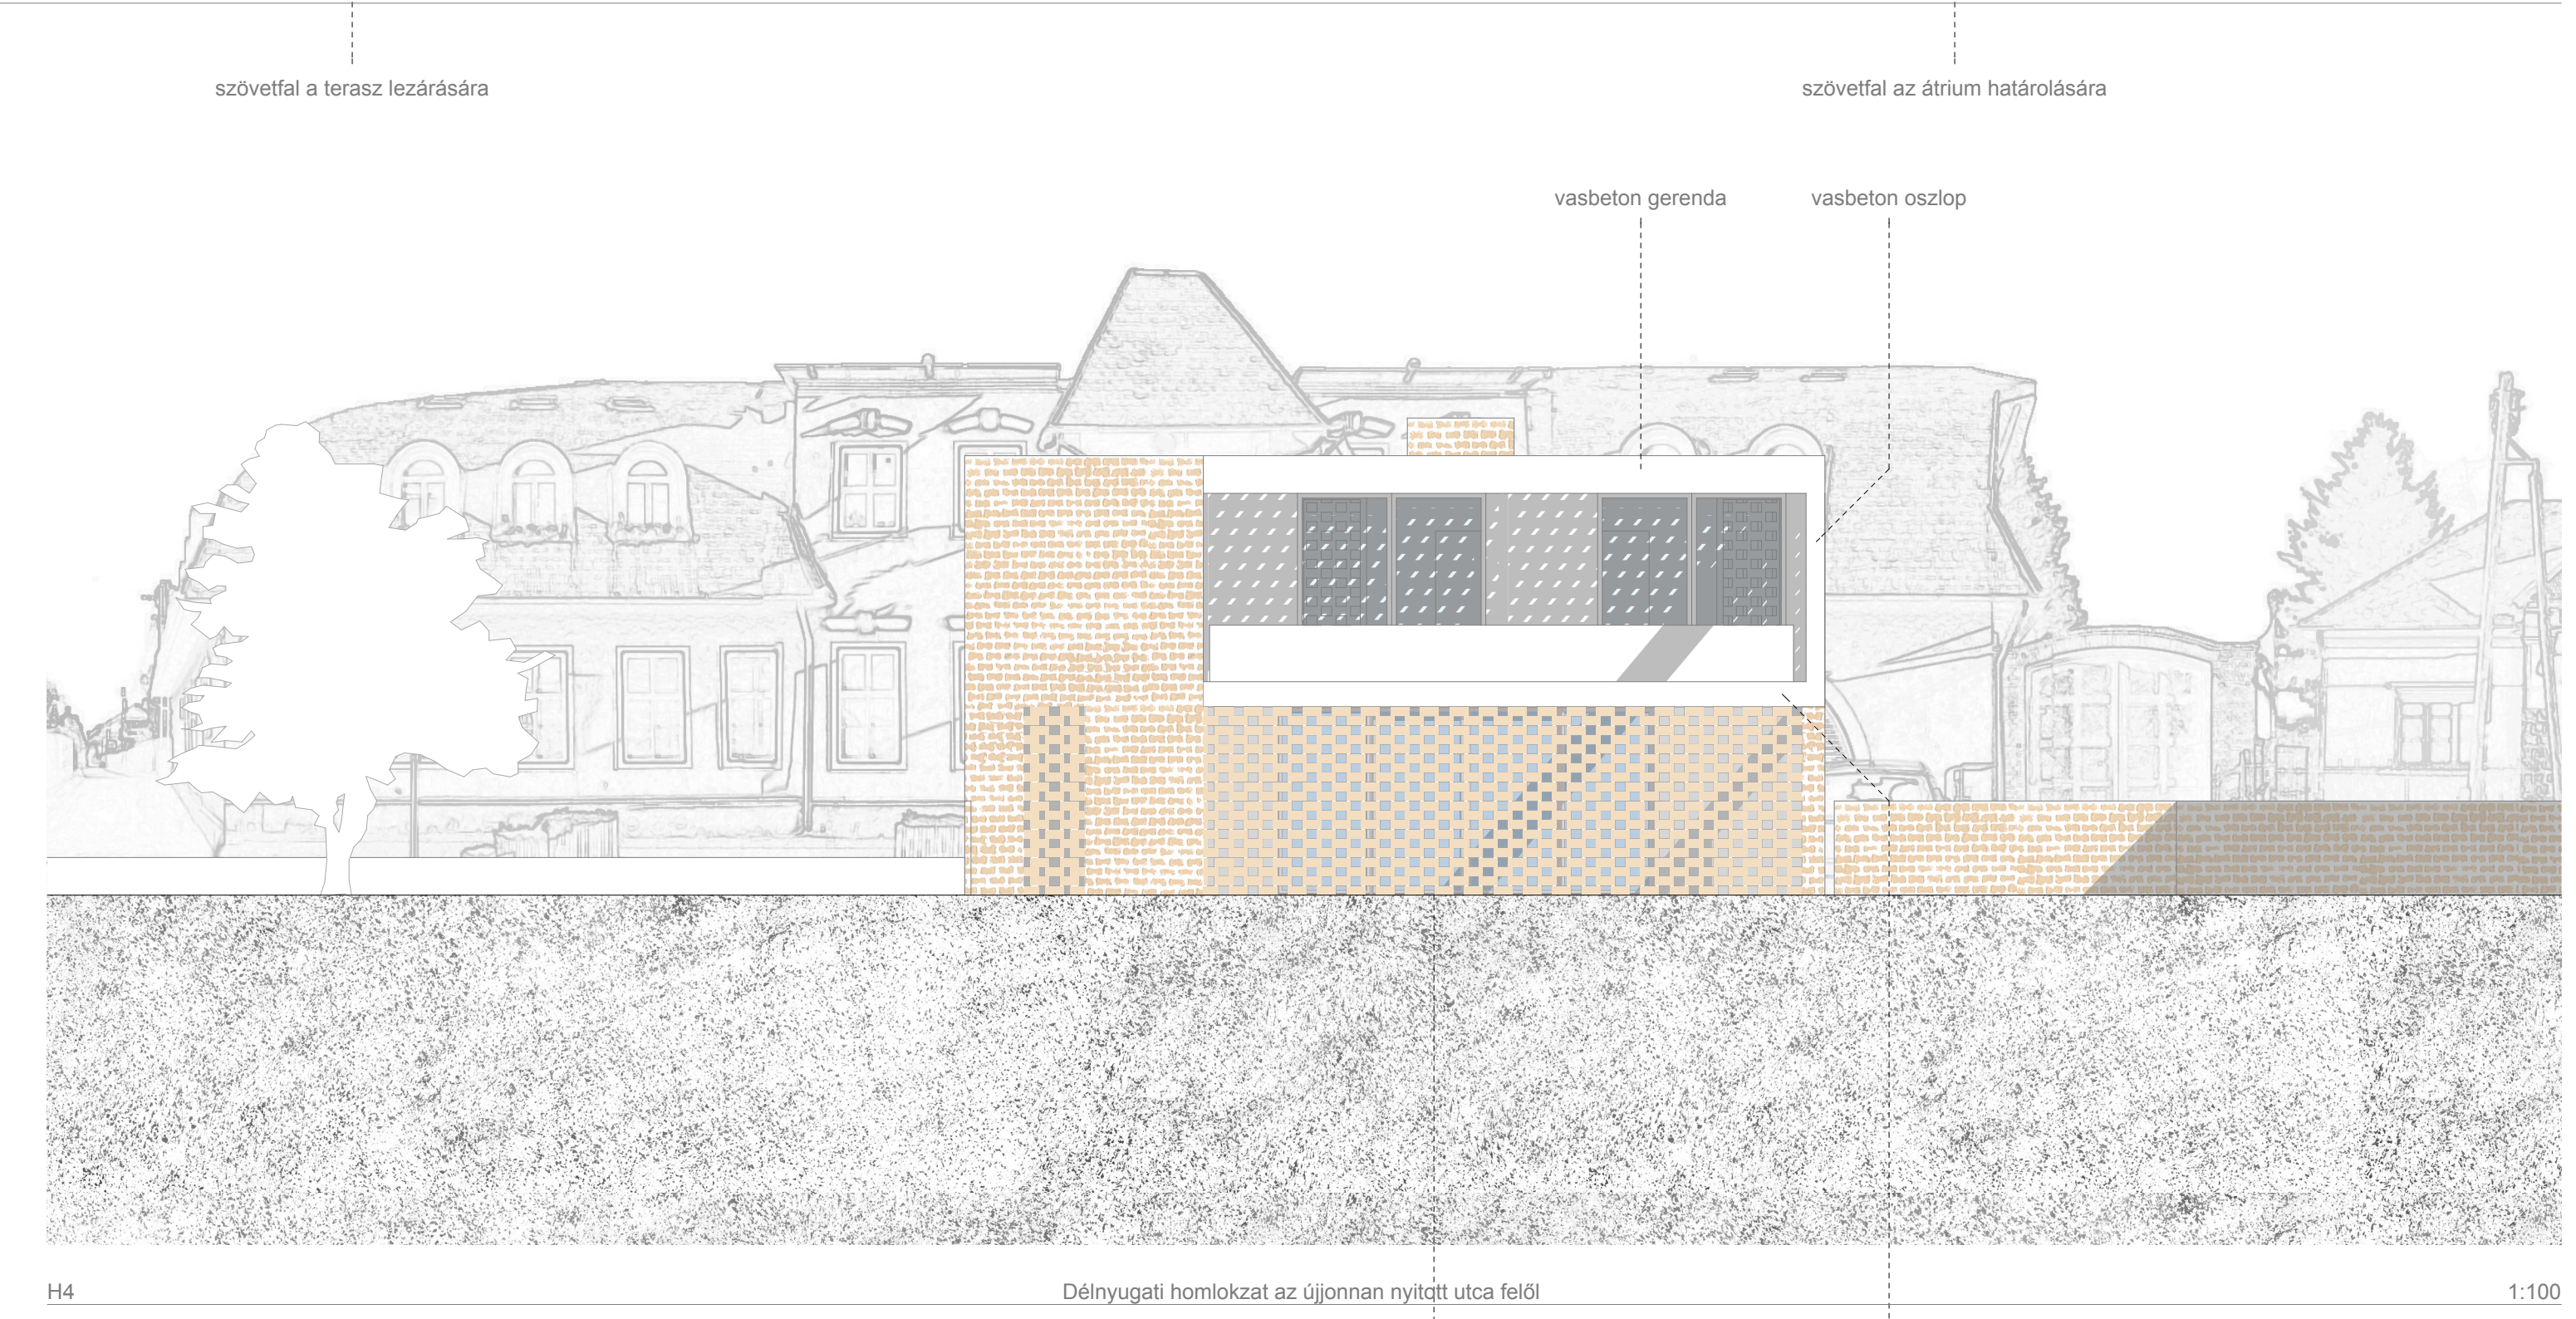 szövetfal a terasz lezárására
szövetfal az átrium határolására
vasbeton gerenda
vasbeton oszlop
H4
Délnyugati homlokzat az újjonnan nyitott utca felől
1:100